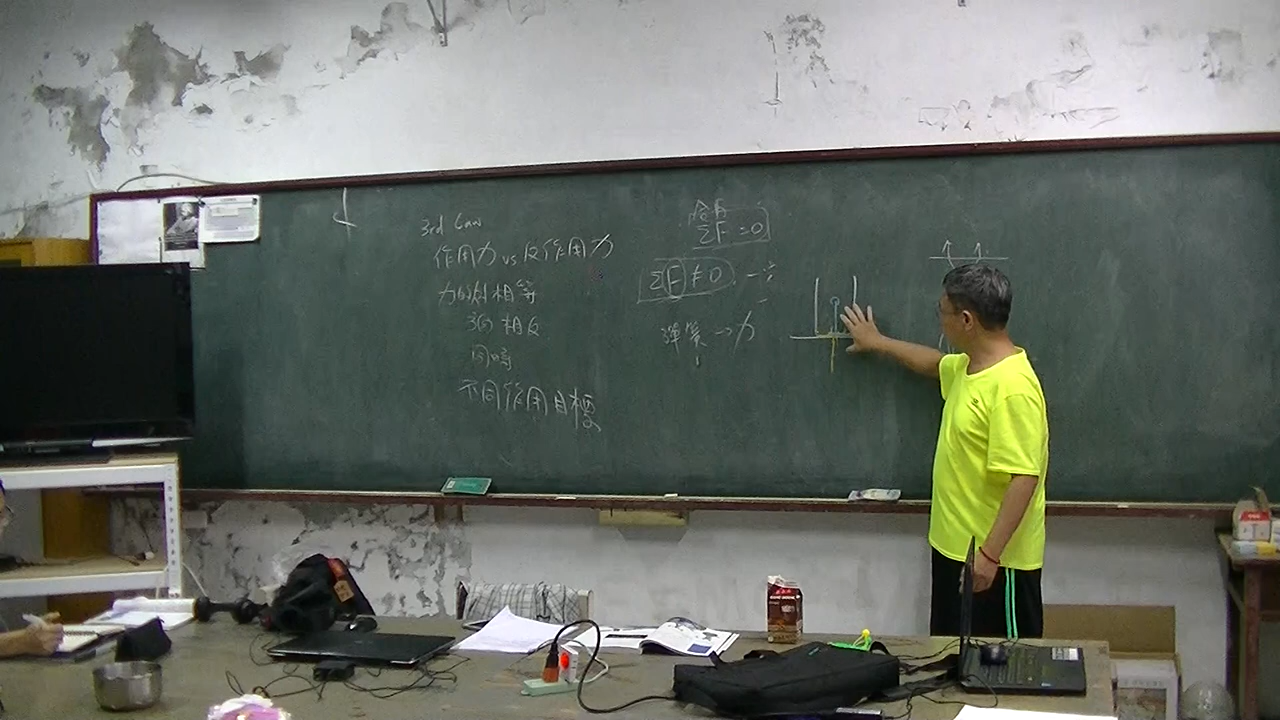 3rd Law
作用力 vs 反作用力
力的大小相等
方向相反
同時
不同作用目標
合力
ΣF = 0
ΣF ≠ 0
彈簧 → 力